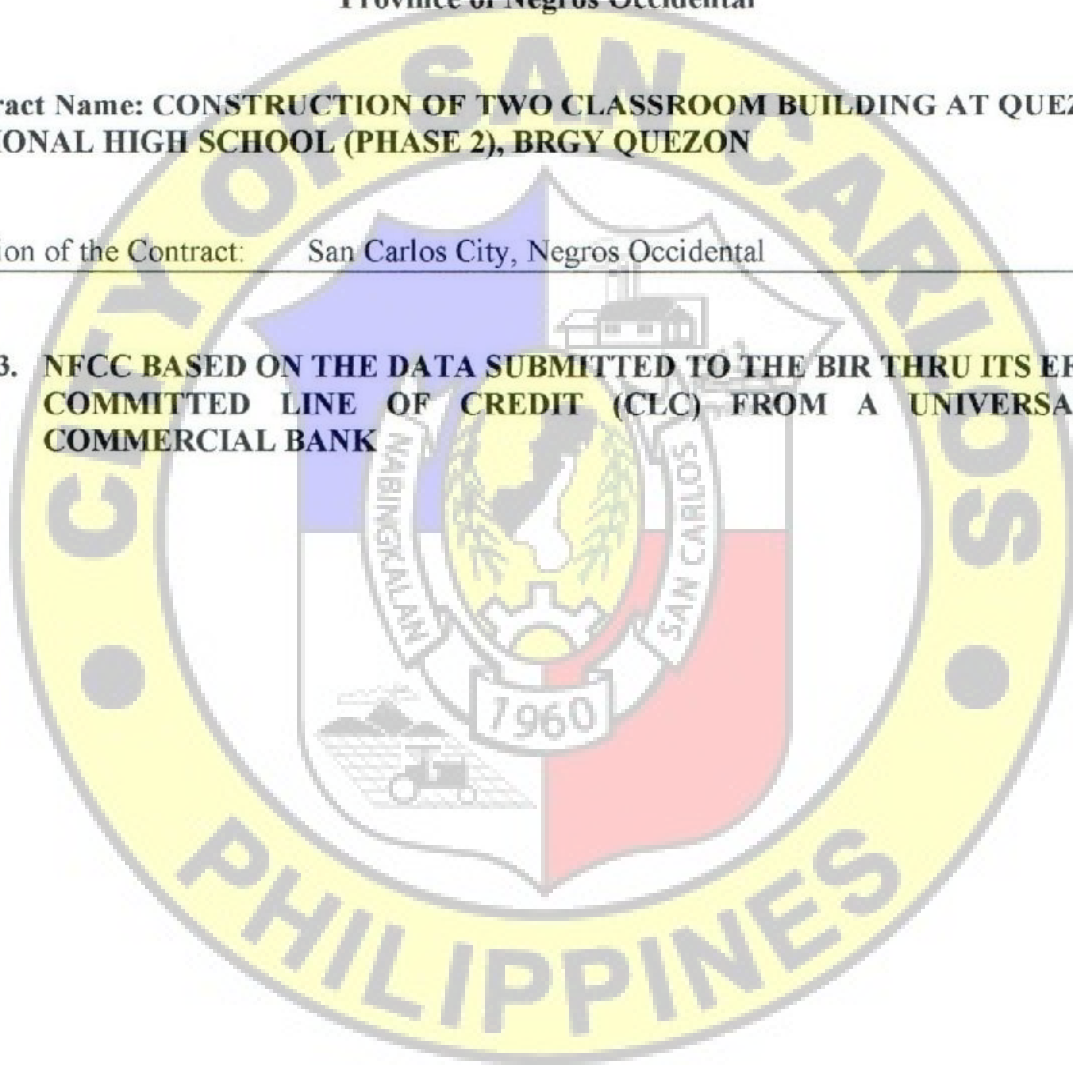 Province of Negros Occidental
ract Name: CONSTRUCTION OF TWO CLASSROOM BUILDING AT QUEZ
IONAL HIGH SCHOOL (PHASE 2), BRGY QUEZON
ion of the Contract: San Carlos City, Negros Occidental
3. NFCC BASED ON THE DATA SUBMITTED TO THE BIR THRU ITS EF
COMMITTED LINE OF CREDIT (CLC) FROM A UNIVERSA
COMMERCIAL BANK
CITY OF SAN CARLOS
NABINGKALAN
SAN CARLOS
1960
PHILIPPINES